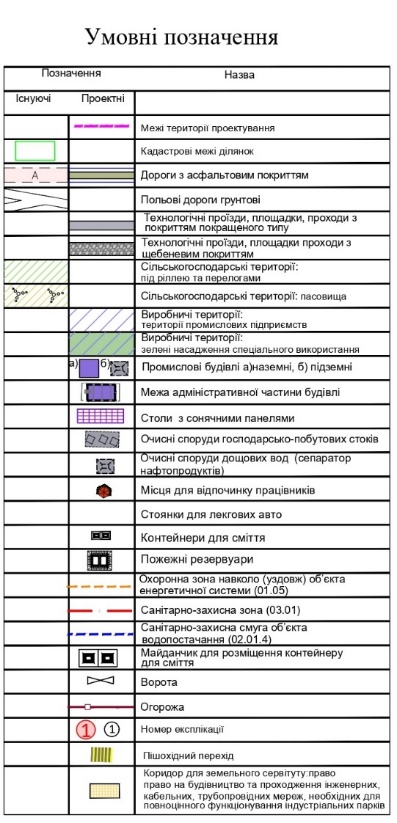 Умовні позначення
Позначення
Назва
Існуючі
Проектні
Межі території проектування
Кадастрові межі ділянок
А
Дороги з асфальтовим покриттям
Польові дороги грунтові
Технологічні проїзди, площадки, проходи з
покриттям покращеного типу
Технологічні проїзди, площадки проходи з
щебеневим покриттям
Сільськогосподарські території:
під ріллею та перелогами
Сільськогосподарські території: пасовища
Виробничі території:
території промислових підприємств
Виробничі території:
зелені насадження спеціального використання
а) б) Промислові будівлі а)наземні, б) підземні
Межа адміністративної частини будівлі
Столи з сонячними панелями
Очисні споруди господарсько-побутових стоків
Очисні споруди дощових вод (сепаратор
нафтопродуктів)
Місця для відпочинку працівників
Стоянки для лекгових авто
Контейнери для сміття
Пожежні резервуари
Охоронна зона навколо (уздовж) об'єкта
енергетичної системи (01.05)
Санітарно-захисна зона (03.01)
Санітарно-захисна смуга об'єкта
водопостачання (02.01.4)
Майданчик для розміщення контейнеру
для сміття
Ворота
Огорожа
1 1 Номер експлікації
Пішохідний перехід
Коридор для земельного сервітуту:право
право на будівництво та проходження інженерних,
кабельних, трубопровідних мереж, необхідних для
повноцінного функціонування індустріальних парків